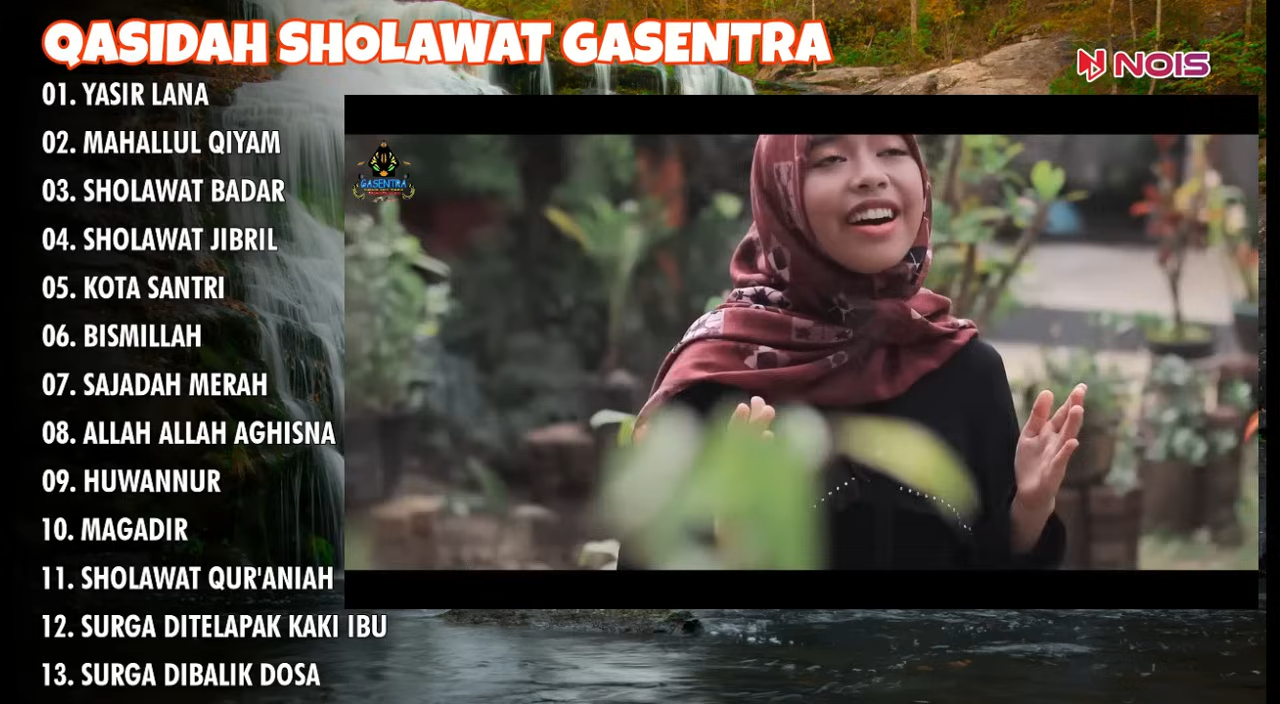 QASIDAH SHOLAWAT GASENTRA
NOIS
01. YASIR LANA
02. MAHALLUL QIYAM
03. SHOLAWAT BADAR
04. SHOLAWAT JIBRIL
05. KOTA SANTRI
06. BISMILLAH
07. SAJADAH MERAH
08. ALLAH ALLAH AGHISNA
09. HUWANNUR
10. MAGADIR
11. SHOLAWAT QUR'ANIAH
12. SURGA DITELAPAK KAKI IBU
13. SURGA DIBALIK DOSA
GASENTRA